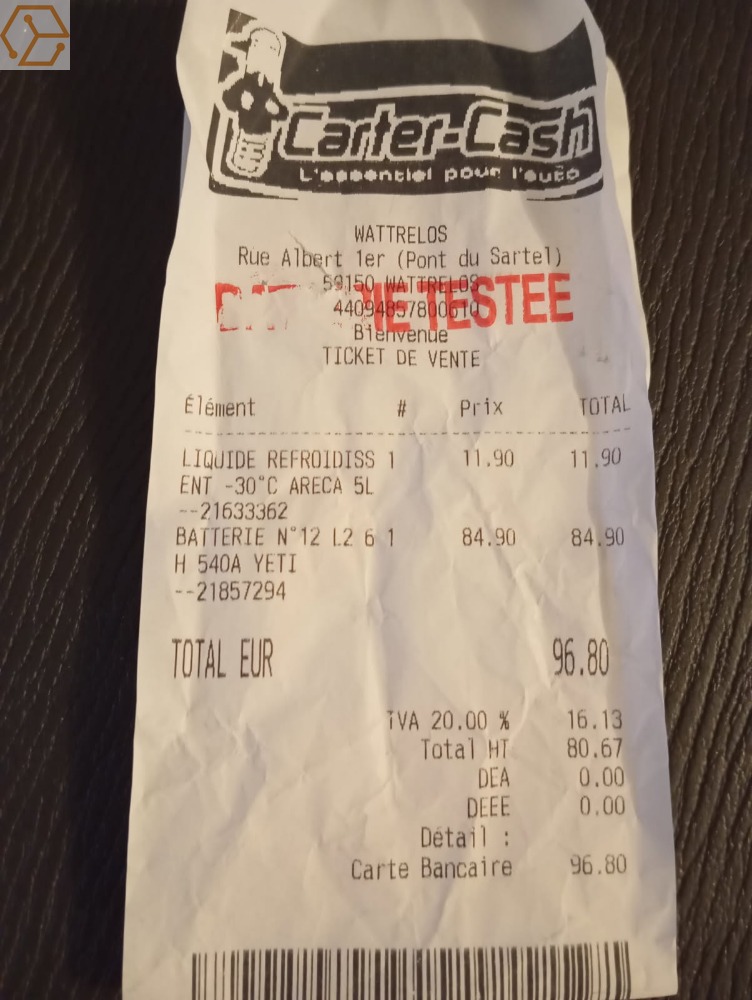 Carter-Cash
L'essentiel pour l'auto
WATTRELOS
Rue Albert 1er (Pont du Sartel)
59150 WATTRELOS
TESTEE
Bienvenue
TICKET DE VENTE
Élément # Prix TOTAL
LIQUIDE REFROIDISS 1 11.90 11.90
ENT -30°C ARECA 5L
--21633362
BATTERIE N°12 L2 6 1 84.90 84.90
H 540A YETI
--21857294
TOTAL EUR 96.80
TVA 20.00 % 16.13
Total HT 80.67
DEA 0.00
DEEE 0.00
Détail :
Carte Bancaire 96.80